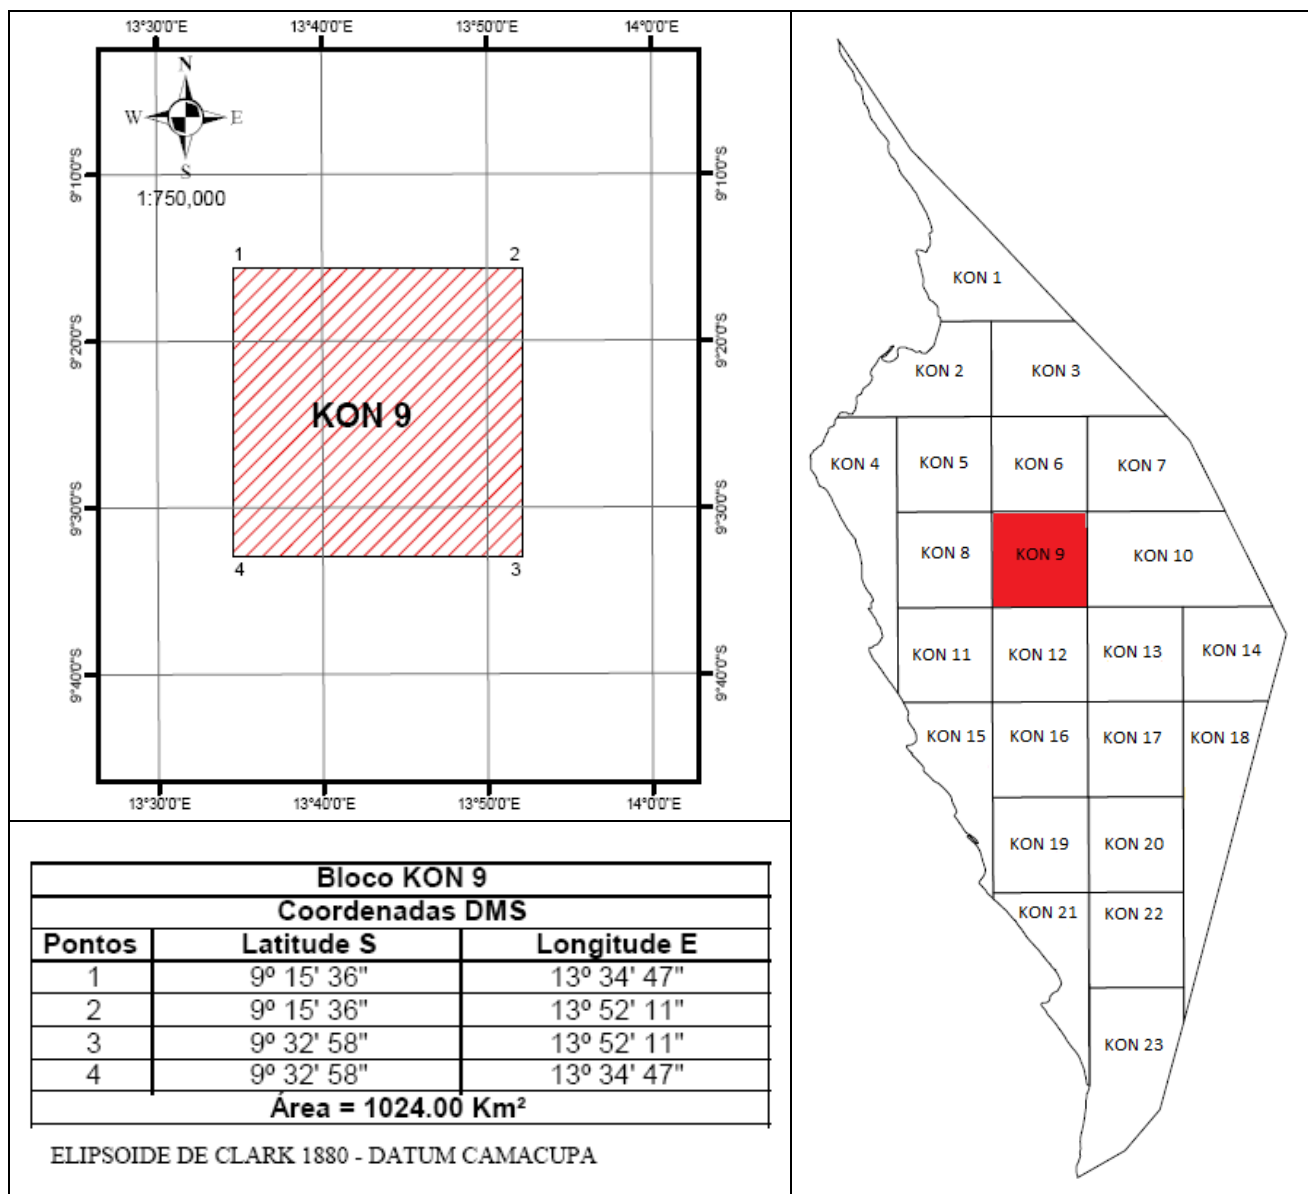 13°30'0"E 13°40'0"E 13°50'0"E 14°0'0"E
N
W E
S
1:750,000
9°10'0"S 9°10'0"S
1 2
9°20'0"S 9°20'0"S
KON 9
9°30'0"S 9°30'0"S
4 3
9°40'0"S 9°40'0"S
13°30'0"E 13°40'0"E 13°50'0"E 14°0'0"E
Bloco KON 9
Coordenadas DMS
Pontos Latitude S Longitude E
1 9º 15' 36" 13º 34' 47"
2 9º 15' 36" 13º 52' 11"
3 9º 32' 58" 13º 52' 11"
4 9º 32' 58" 13º 34' 47"
Área = 1024.00 Km²
ELIPSOIDE DE CLARK 1880 - DATUM CAMACUPA
KON 1
KON 2 KON 3
KON 4 KON 5 KON 6 KON 7
KON 8 KON 9 KON 10
KON 11 KON 12 KON 13 KON 14
KON 15 KON 16 KON 17 KON 18
KON 19 KON 20
KON 21 KON 22
KON 23